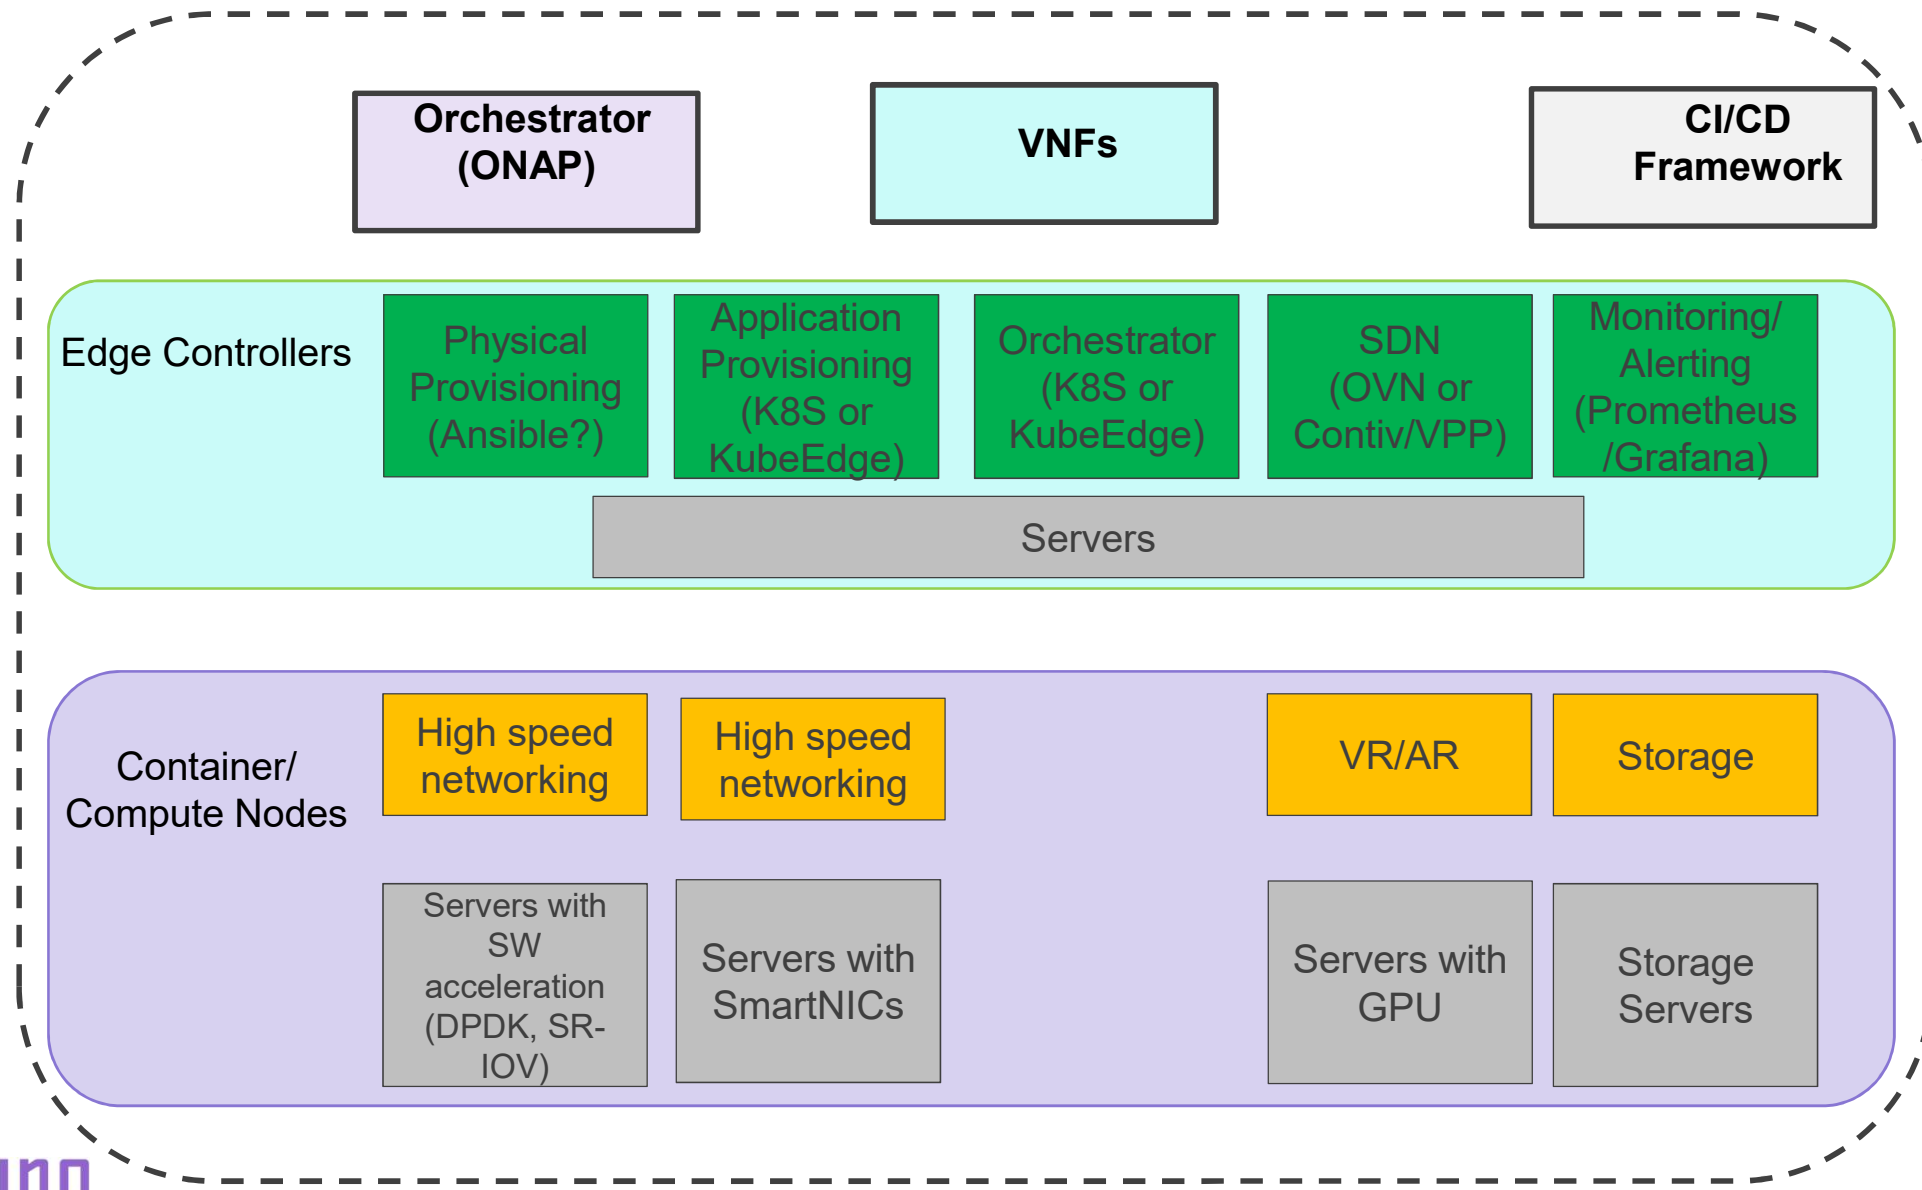 Orchestrator
(ONAP)
VNFs
CI/CD
Framework
Edge Controllers
Physical
Provisioning
(Ansible?)
Application
Provisioning
(K8S or
KubeEdge)
Orchestrator
(K8S or
KubeEdge)
SDN
(OVN or
Contiv/VPP)
Monitoring/
Alerting
(Prometheus
/Grafana)
Servers
Container/
Compute Nodes
High speed
networking
High speed
networking
VR/AR
Storage
Servers with
SW
acceleration
(DPDK, SR-
IOV)
Servers with
SmartNICs
Servers with
GPU
Storage
Servers